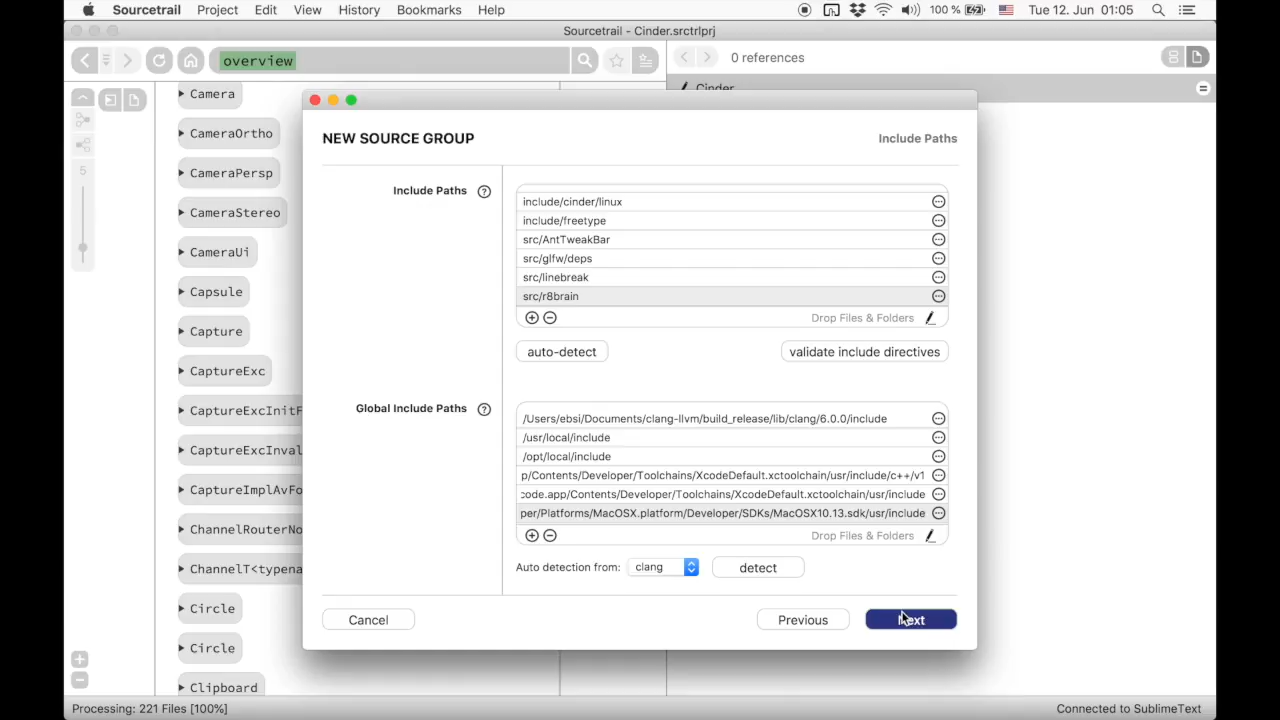 Sourcetrail Project Edit View History Bookmarks Help 100 % Tue 12. Jun 01:05
Sourcetrail - Cinder.srctrlprj
overview
0 references
Cinder
5
Camera
CameraOrtho
CameraPersp
CameraStereo
CameraUi
Capsule
Capture
CaptureExc
CaptureExcInitF
CaptureExcInval
CaptureImplAvFo
ChannelRouterNo
ChannelT<typena
Circle
Circle
Clipboard
NEW SOURCE GROUP
Include Paths
Include Paths ?
include/cinder/linux
include/freetype
src/AntTweakBar
src/glfw/deps
src/linebreak
src/r8brain
Drop Files & Folders
auto-detect
validate include directives
Global Include Paths ?
/Users/ebsi/Documents/clang-llvm/build_release/lib/clang/6.0.0/include
/usr/local/include
/opt/local/include
p/Contents/Developer/Toolchains/XcodeDefault.xctoolchain/usr/include/c++/v1
:ode.app/Contents/Developer/Toolchains/XcodeDefault.xctoolchain/usr/include
per/Platforms/MacOSX.platform/Developer/SDKs/MacOSX10.13.sdk/usr/include
Drop Files & Folders
Auto detection from: clang detect
Cancel Previous Next
Processing: 221 Files [100%]
Connected to SublimeText